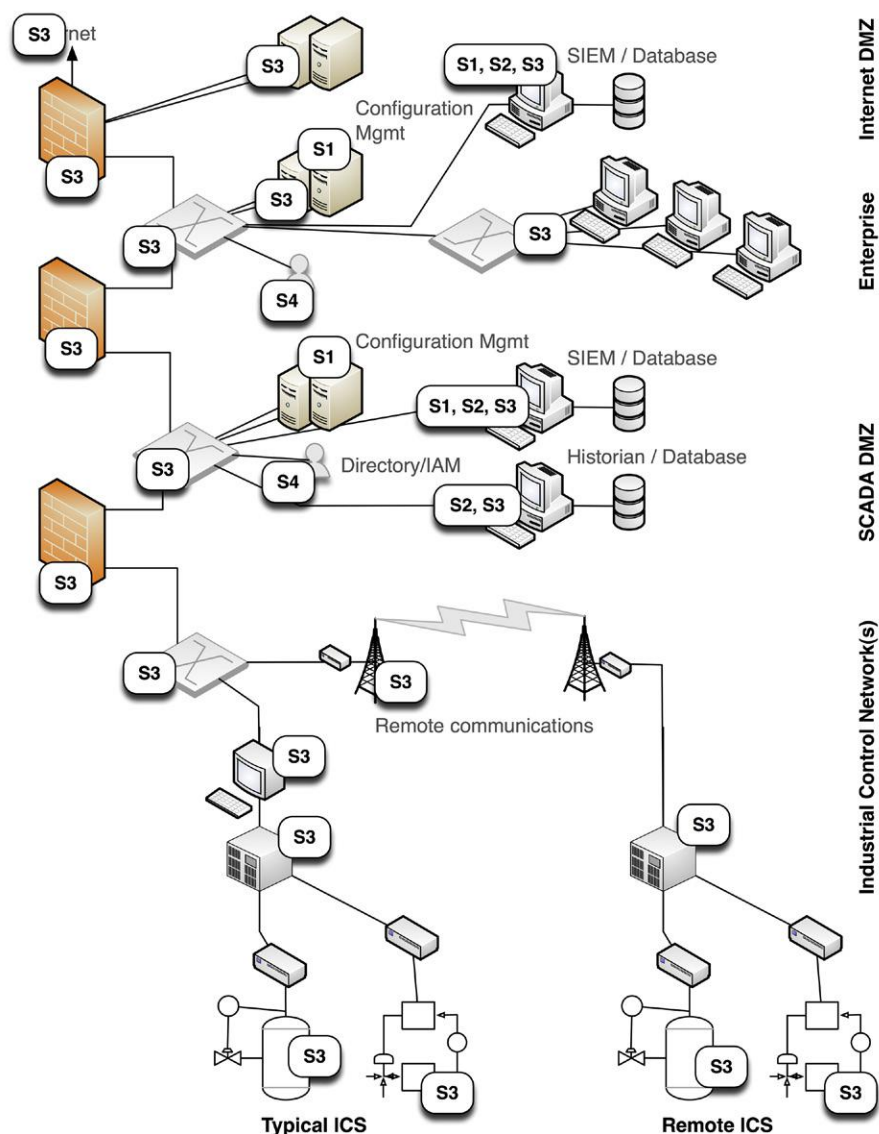 S3
rnet
S3
S1, S2, S3
SIEM / Database
Configuration
Mgmt
S1
S3
S3
S3
S3
S4
S3
Configuration Mgmt
S1
SIEM / Database
S1, S2, S3
S3
Directory/IAM
S4
Historian / Database
S2, S3
S3
S3
S3
Remote communications
S3
S3
S3
S3
S3
S3
S3
Typical ICS
Remote ICS
Internet DMZ
Enterprise
SCADA DMZ
Industrial Control Network(s)